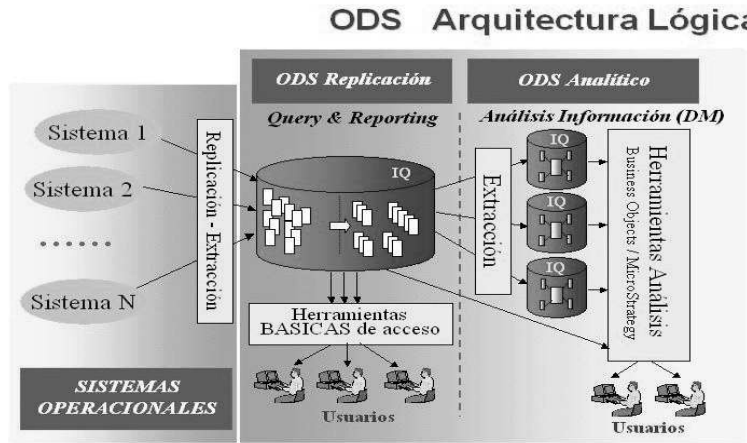 ODS Arquitectura Lógica
ODS Replicación
ODS Analítico
Query & Reporting
Análisis Información (DM)
Sistema 1
Sistema 2
......
Sistema N
Replicación - Extracción
IQ
Extracción
IQ
IQ
IQ
Herramientas Análisis
Business Objects / MicroStrategy
Herramientas
BASICAS de acceso
Usuarios
Usuarios
SISTEMAS
OPERACIONALES